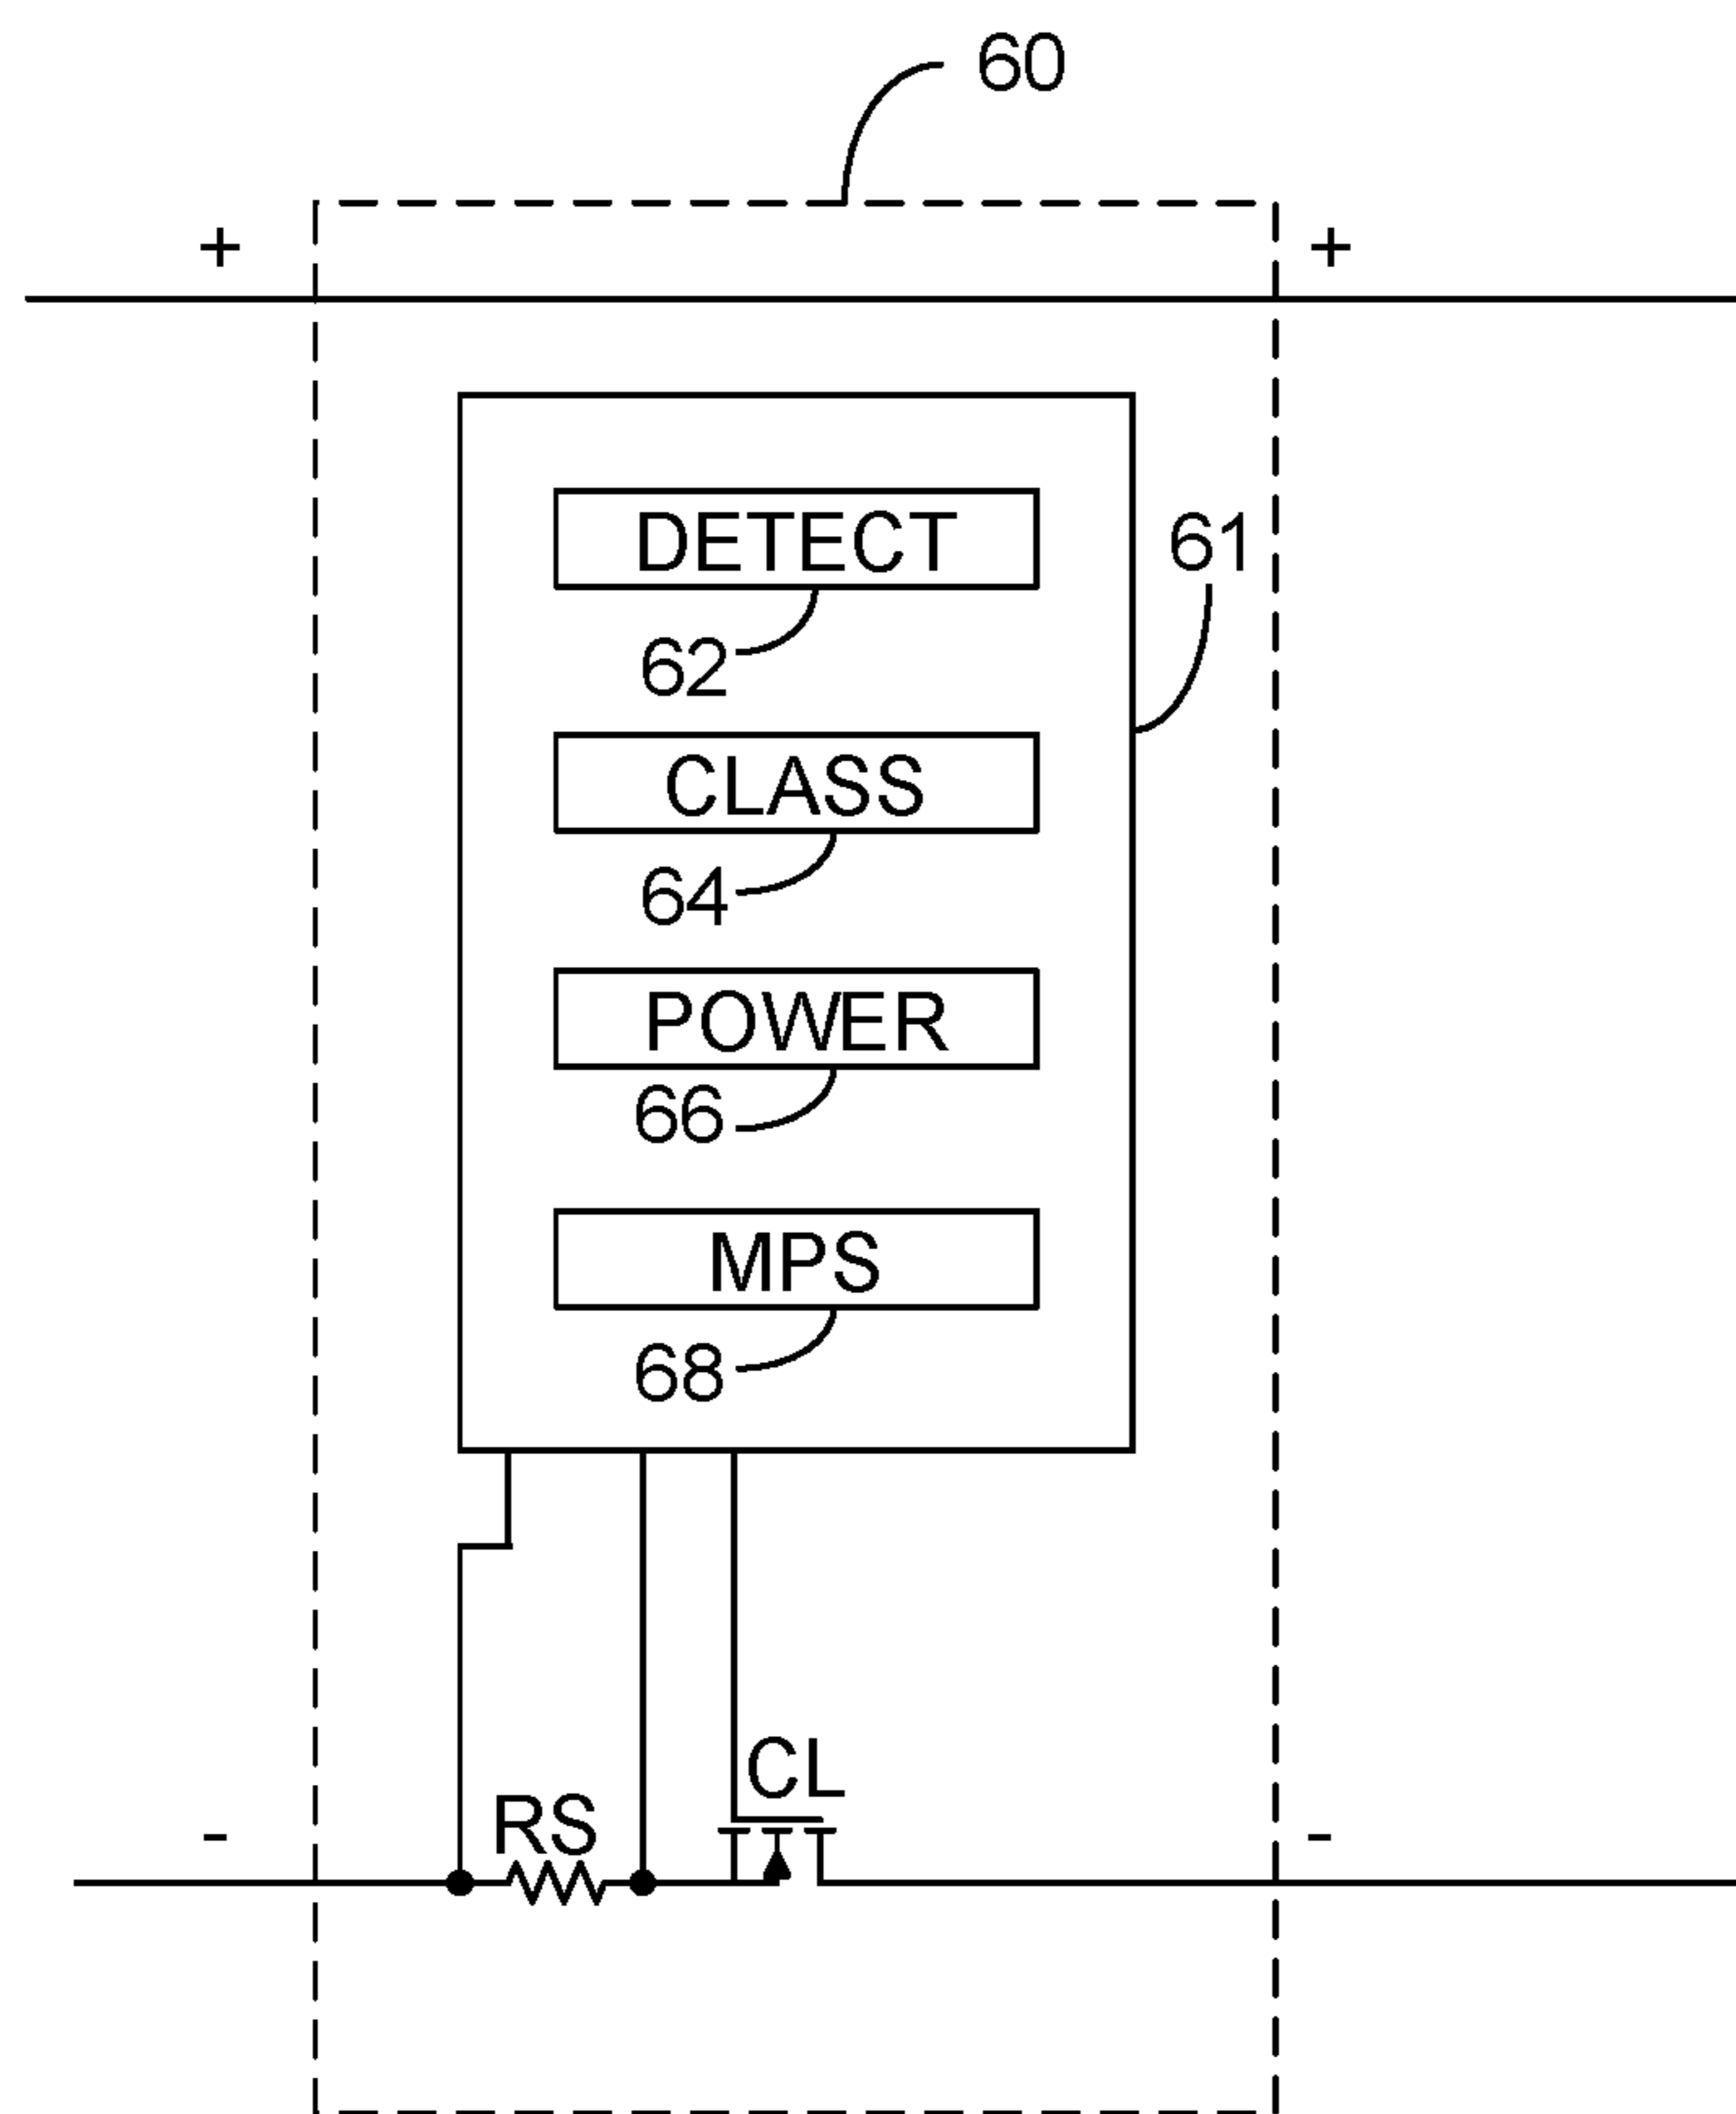 60
+ +
DETECT
61
62
CLASS
64
POWER
66
MPS
68
CL
RS
- -